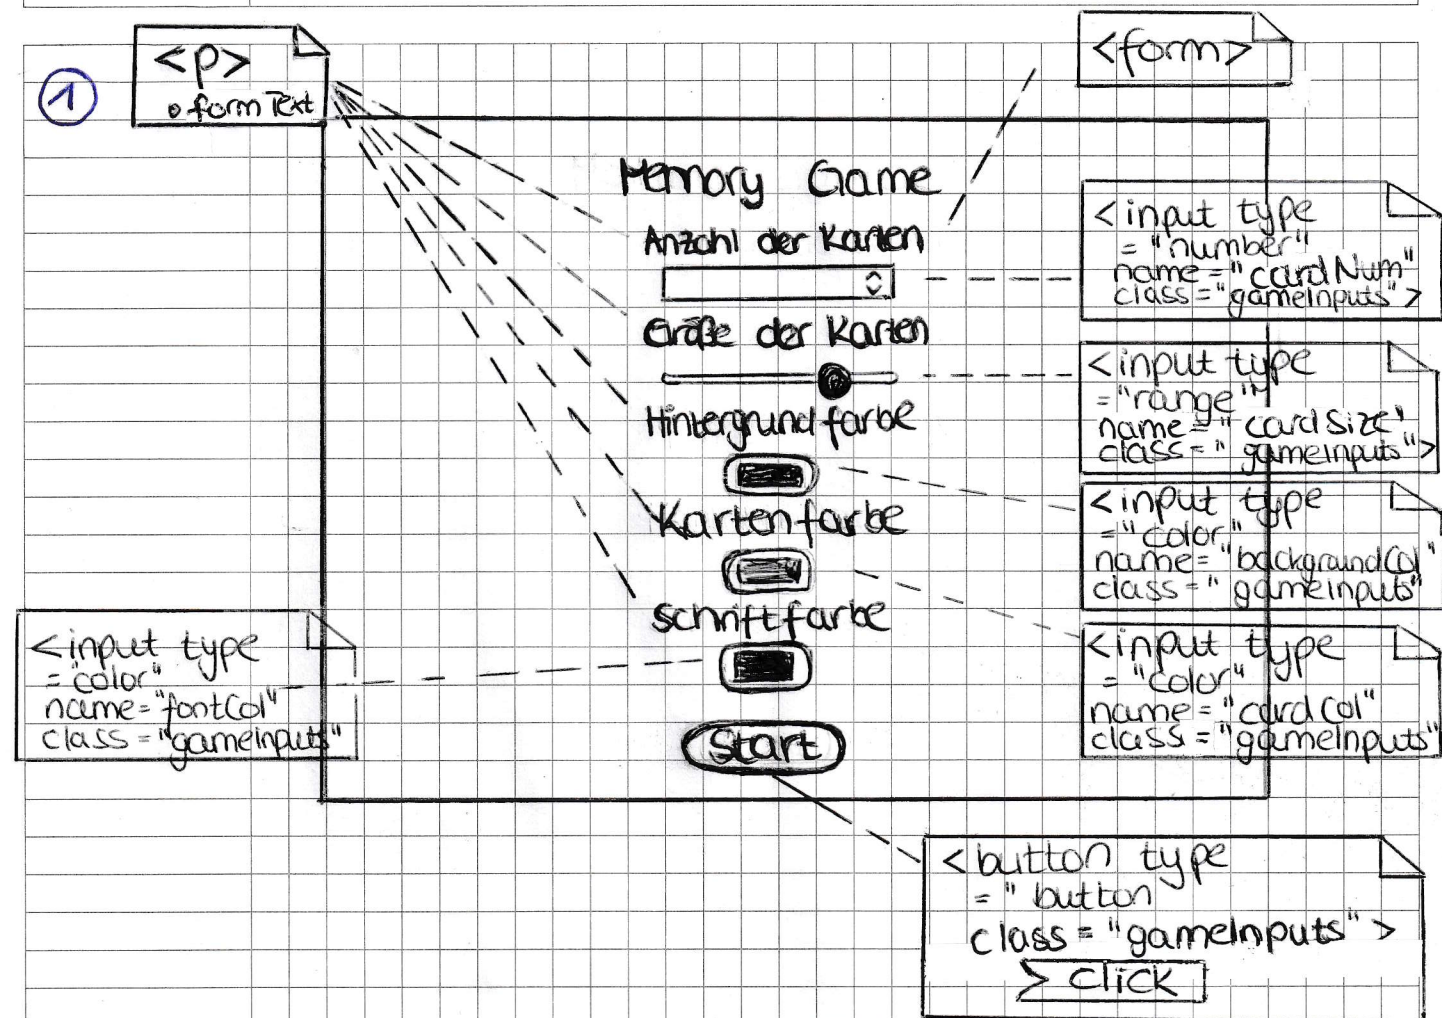 1
<p>
formText
<form>
Memory Game
Anzahl der Karten
Größe der Karten
Hintergrundfarbe
Kartenfarbe
Schriftfarbe
Start
<input type
="number"
name="cardNum"
class="gameInputs">
<input type
="range"
name="cardSize"
class="gameInputs">
<input type
="color"
name="backgroundCol"
class="gameInputs"
<input type
="color"
name="cardCol"
class="gameInputs"
<input type
="color"
name="fontCol"
class="gameInputs"
<button type
="button
class="gameInputs">
click